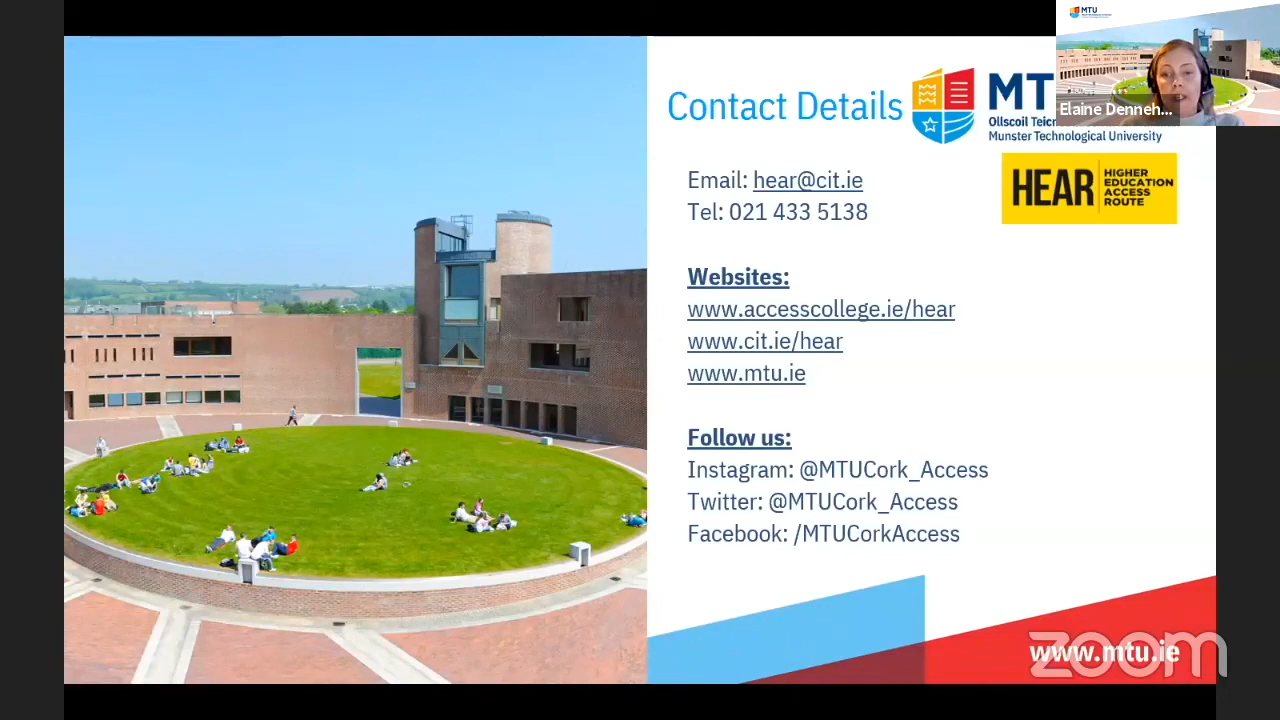 MTU
Contact Details
MT
Ollscoil Teicn
Munster Technological University
Elaine Denneh...
HEAR HIGHER
EDUCATION
ACCESS
ROUTE
Email: hear@cit.ie
Tel: 021 433 5138
Websites:
www.accesscollege.ie/hear
www.cit.ie/hear
www.mtu.ie
Follow us:
Instagram: @MTUCork_Access
Twitter: @MTUCork_Access
Facebook: /MTUCorkAccess
www.mtu.ie
zoom